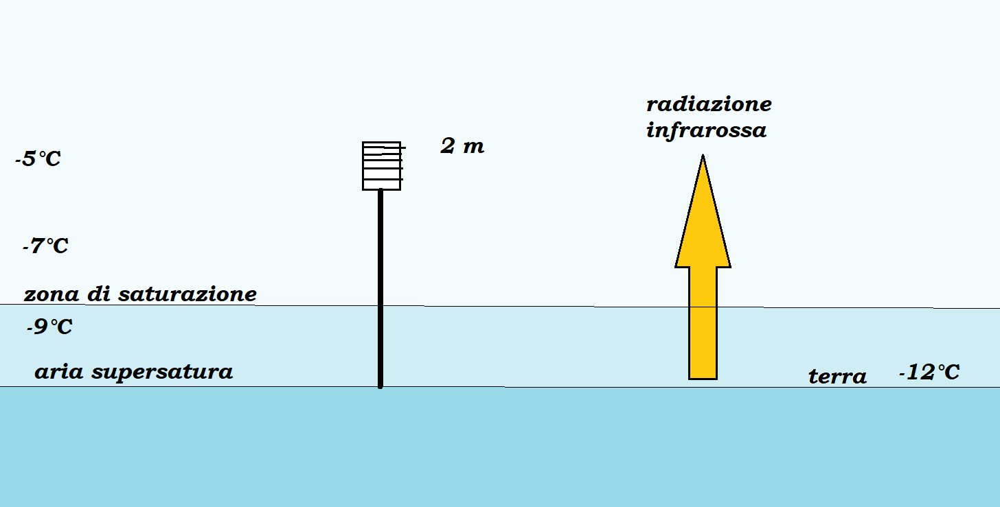 radiazione
infrarossa
2 m
-5°C
-7°C
zona di saturazione
-9°C
aria supersatura
terra -12°C